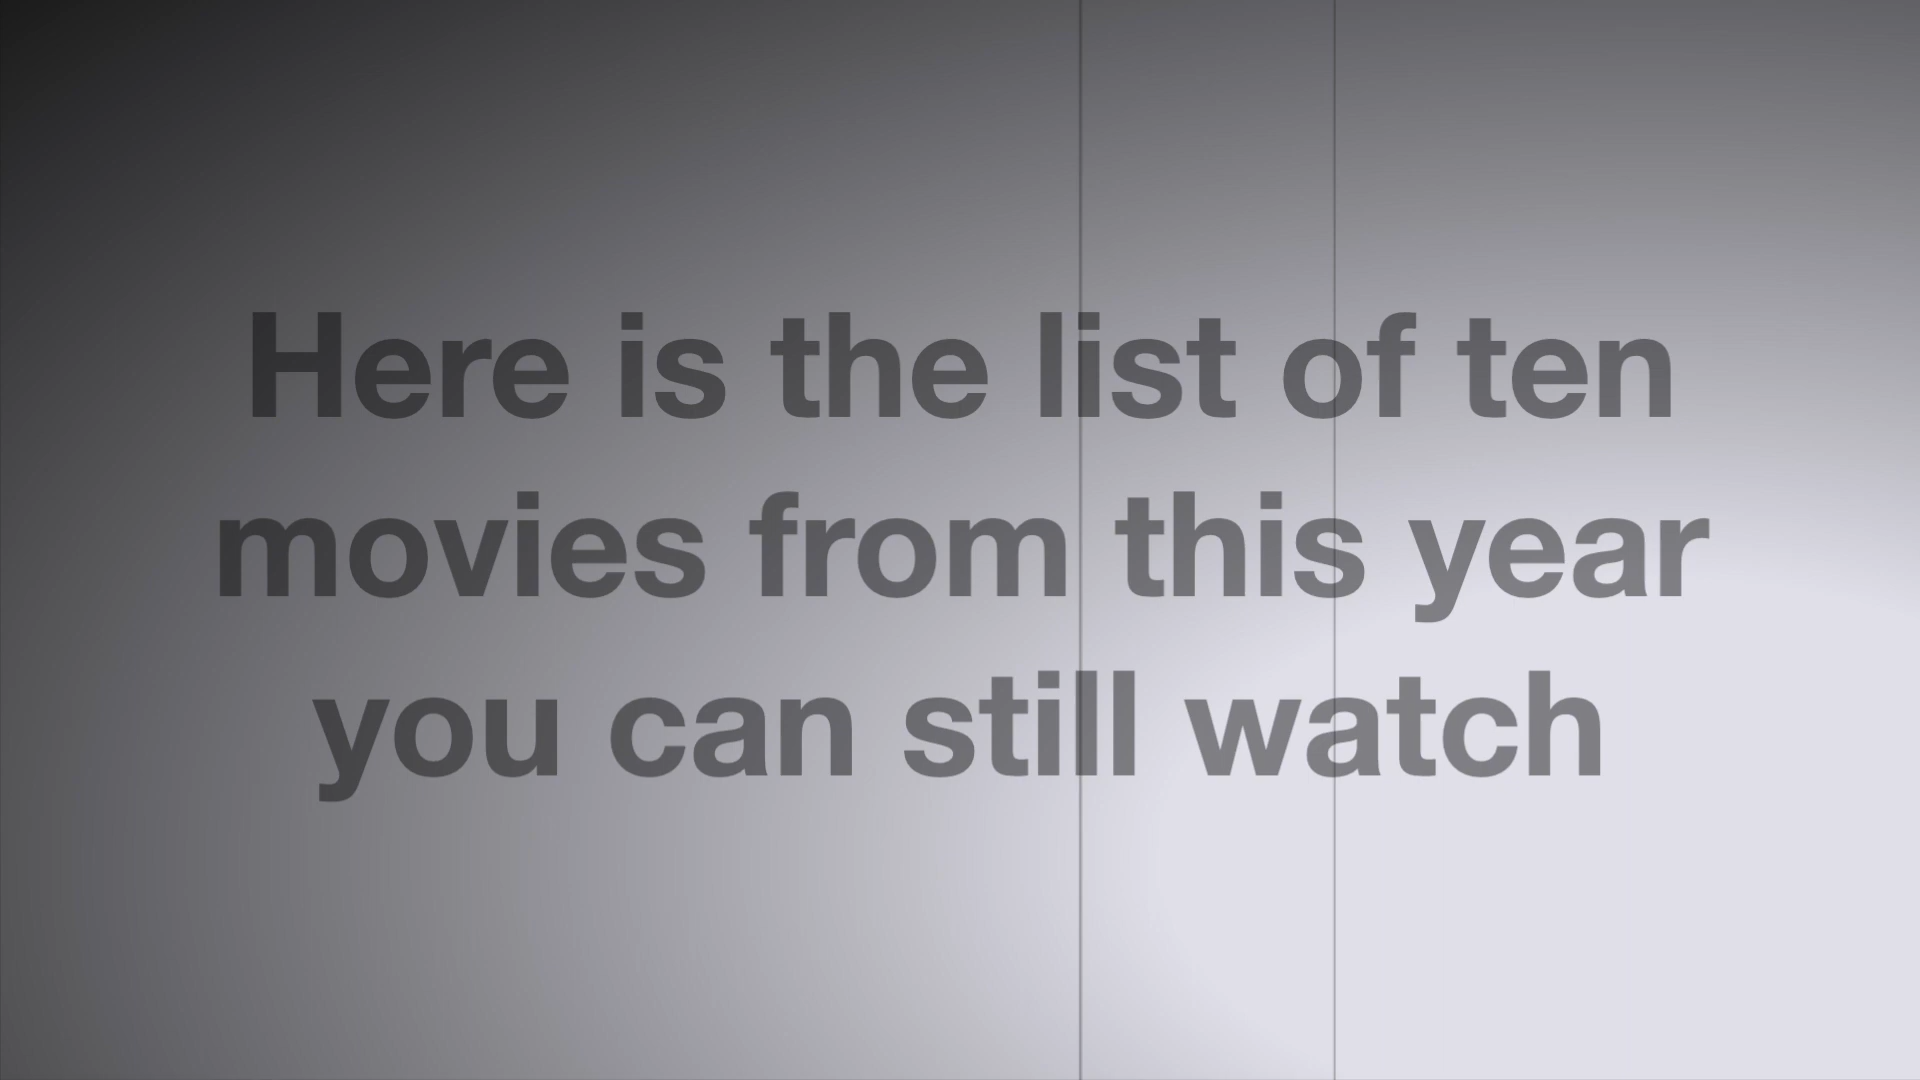 Here is the list of ten
movies from this year
you can still watch